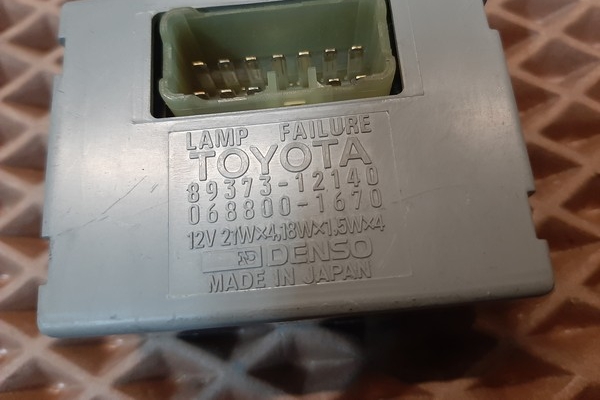 LAMP FAILURE
TOYOTA
89373-12140
068800-1670
12V 21W×4,18W×1,5W×4
DENSO
MADE IN JAPAN